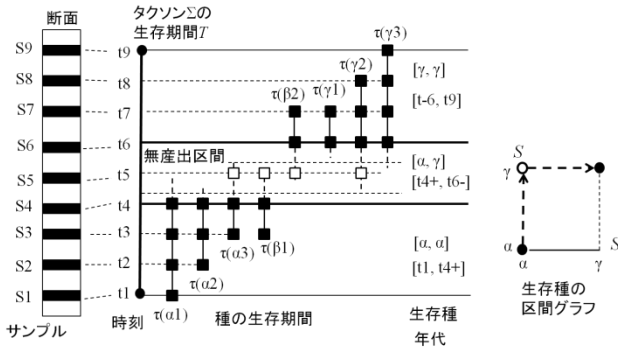 断面
タクソンΣの
生存期間T
S9
t9
τ(γ3)
S8
t8
τ(γ2)
[γ, γ]
S7
t7
τ(β2)
τ(γ1)
[t-6, t9]
S6
t6
無産出区間
[α, γ]
S5
t5
[t4+, t6-]
S4
t4
S3
t3
τ(α3)
τ(β1)
[α, α]
S2
t2
τ(α2)
[t1, t4+]
S1
t1
τ(α1)
サンプル
時刻
種の生存期間
生存種
年代
S
γ
α
α
γ
S
生存種の
区間グラフ